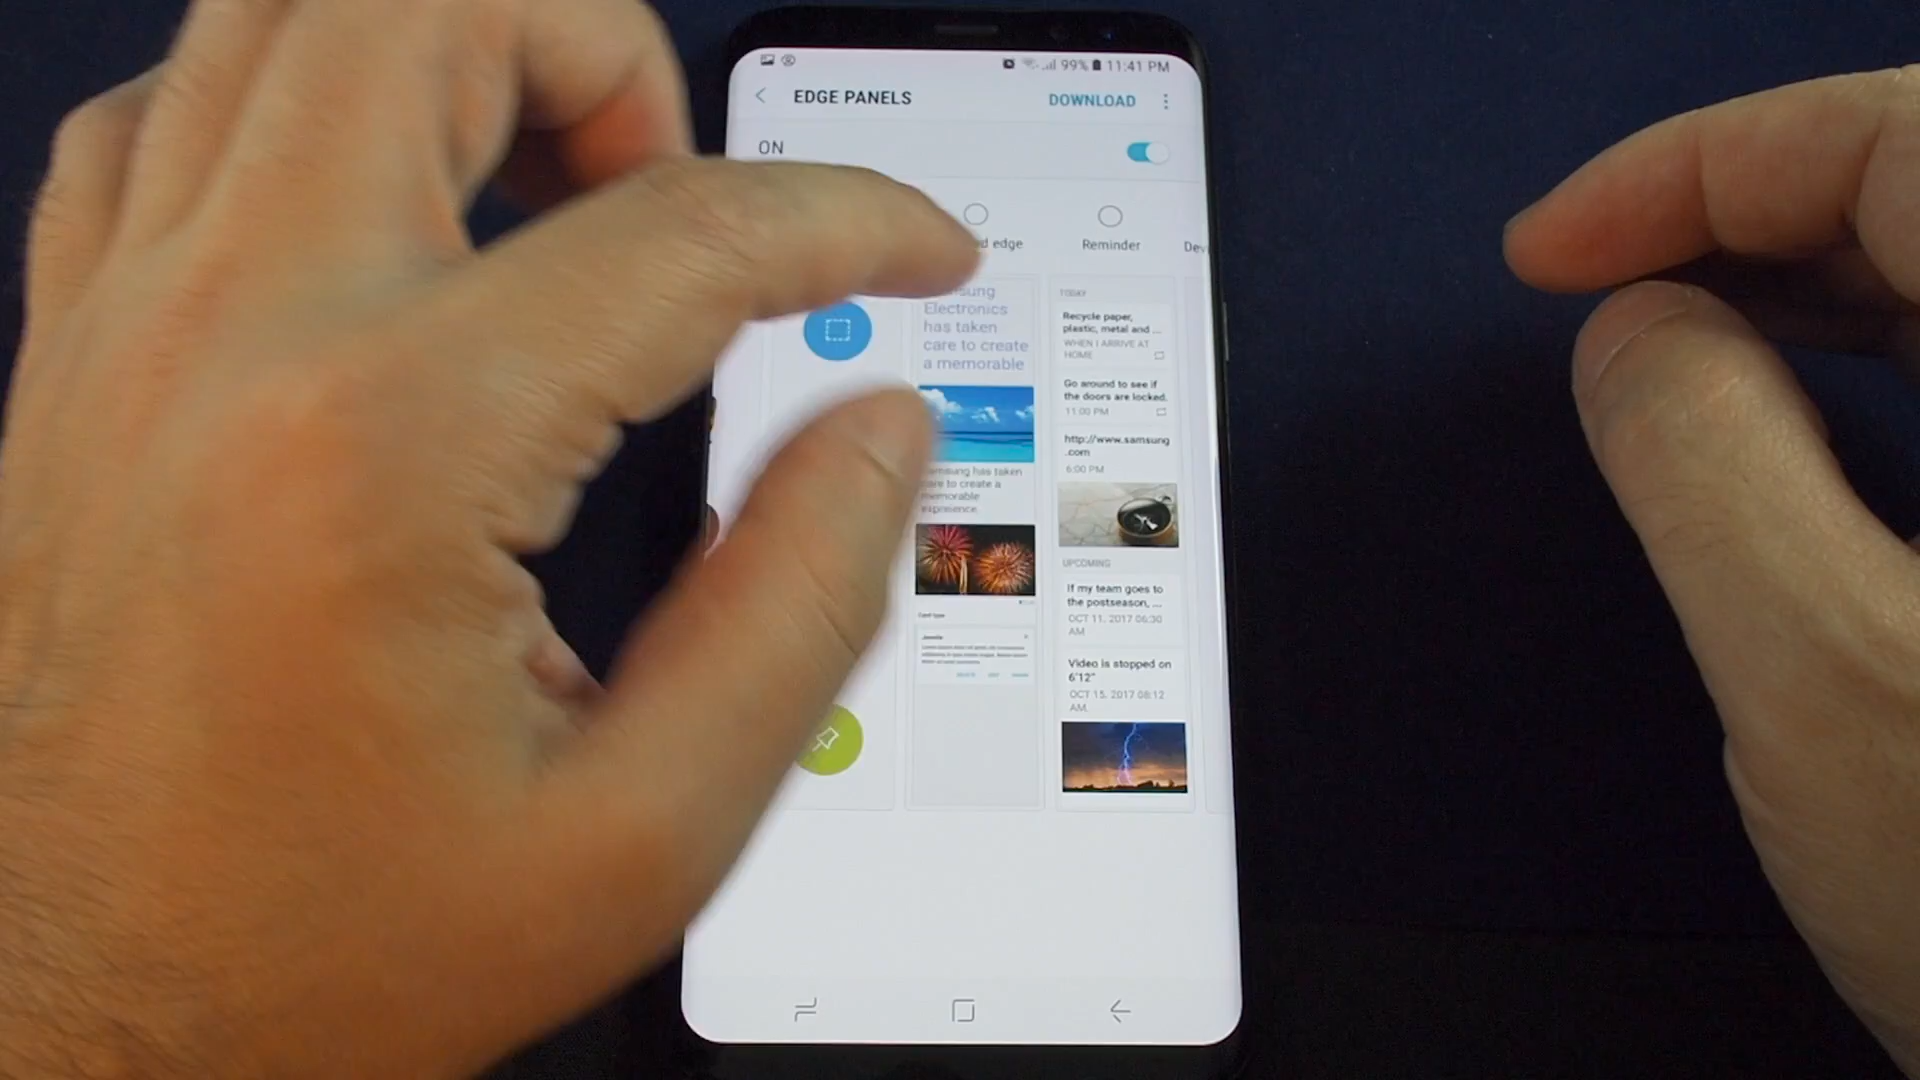 99% 11:41 PM
EDGE PANELS
DOWNLOAD
ON
edge
Reminder
Electronics
has taken
care to create
a memorable
has taken
care to create a
memorable
experience
Card type
TODAY
Recycle paper,
plastic, metal and ...
WHEN I ARRIVE AT
HOME
Go around to see if
the doors are locked.
11:00 PM
http://www.samsung
.com
6:00 PM
UPCOMING
If my team goes to
the postseason, ...
OCT 11, 2017 06:30
AM
Video is stopped on
6'12"
OCT 15, 2017 08:12
AM.